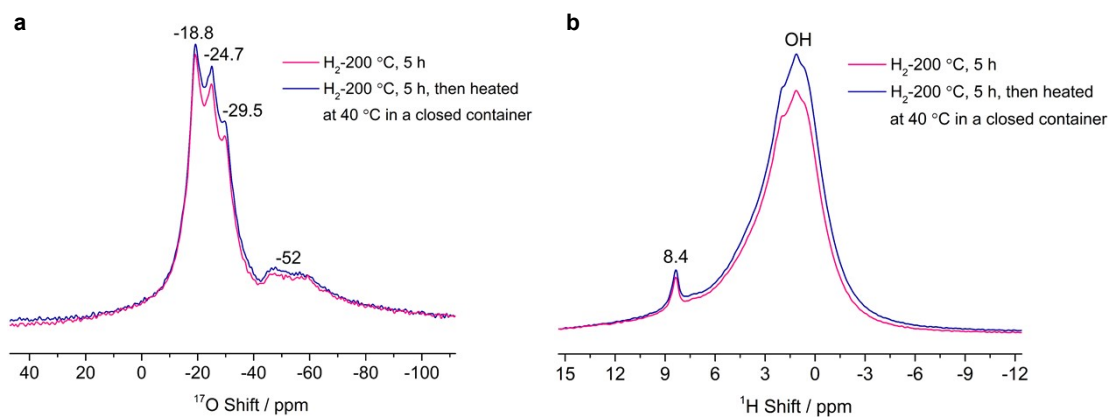 a
-18.8
-24.7
-29.5
-52
H₂-200 °C, 5 h
H₂-200 °C, 5 h, then heated
at 40 °C in a closed container
40 20 0 -20 -40 -60 -80 -100
¹⁷O Shift / ppm
b
OH
8.4
H₂-200 °C, 5 h
H₂-200 °C, 5 h, then heated
at 40 °C in a closed container
15 12 9 6 3 0 -3 -6 -9 -12
¹H Shift / ppm